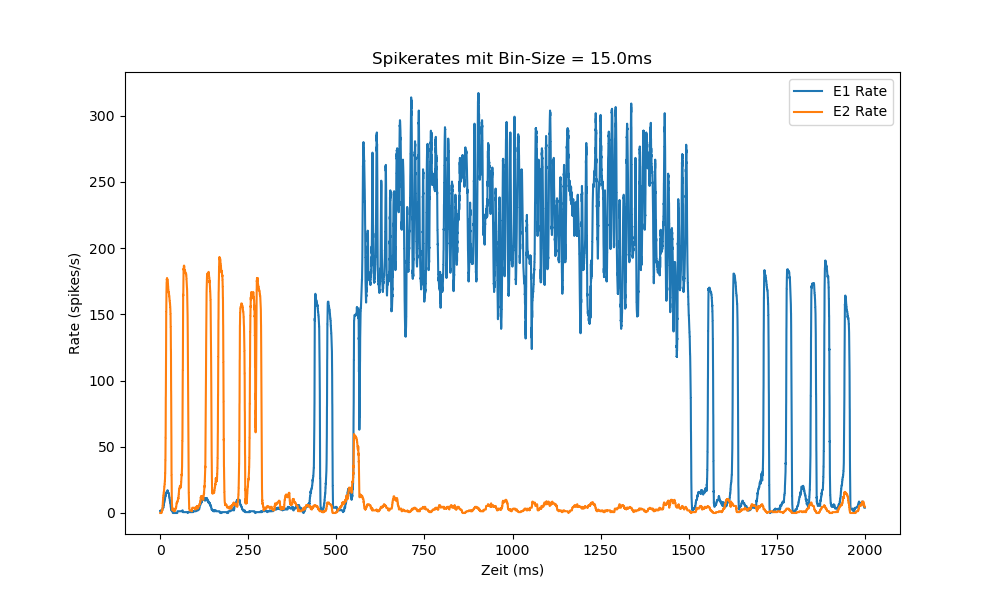 Spikerates mit Bin-Size = 15.0ms
E1 Rate
E2 Rate
Rate (spikes/s)
300
250
200
150
100
50
0
0 250 500 750 1000 1250 1500 1750 2000
Zeit (ms)